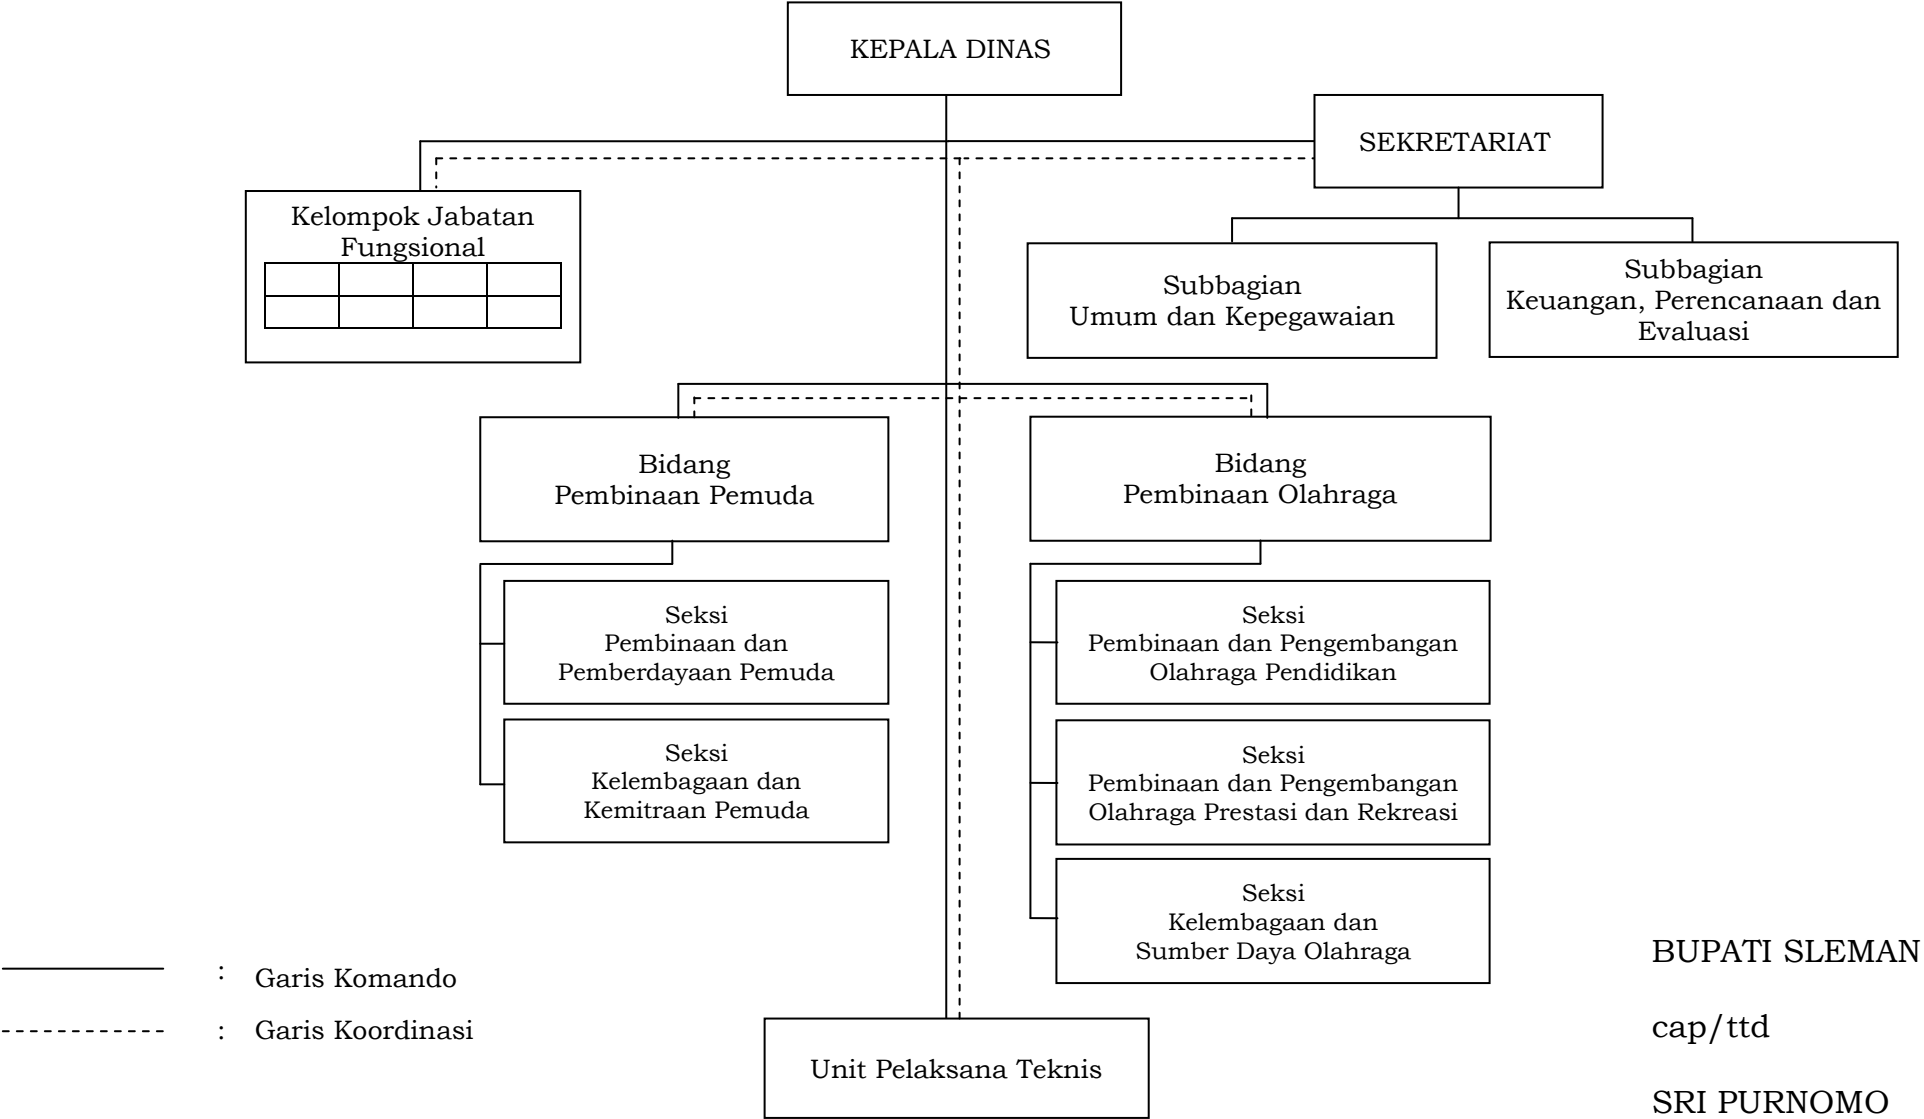 KEPALA DINAS
SEKRETARIAT
Kelompok Jabatan
Fungsional
Subbagian
Umum dan Kepegawaian
Subbagian
Keuangan, Perencanaan dan
Evaluasi
Bidang
Pembinaan Pemuda
Bidang
Pembinaan Olahraga
Seksi
Pembinaan dan
Pemberdayaan Pemuda
Seksi
Kelembagaan dan
Kemitraan Pemuda
Seksi
Pembinaan dan Pengembangan
Olahraga Pendidikan
Seksi
Pembinaan dan Pengembangan
Olahraga Prestasi dan Rekreasi
Seksi
Kelembagaan dan
Sumber Daya Olahraga
Unit Pelaksana Teknis
: Garis Komando
: Garis Koordinasi
BUPATI SLEMAN
cap/ttd
SRI PURNOMO